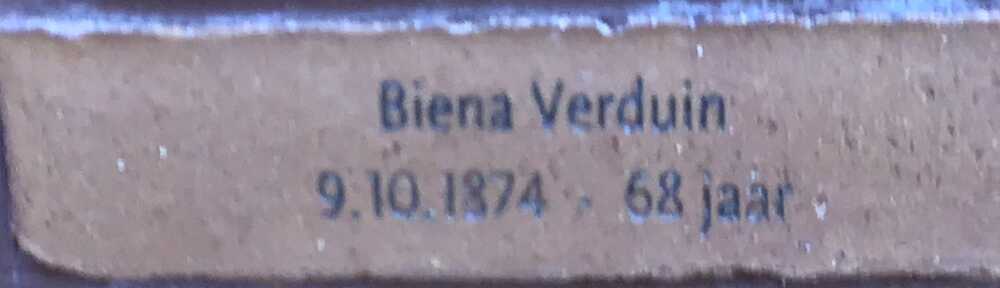 Biena Verduin
9.10.1874 - 68 jaar